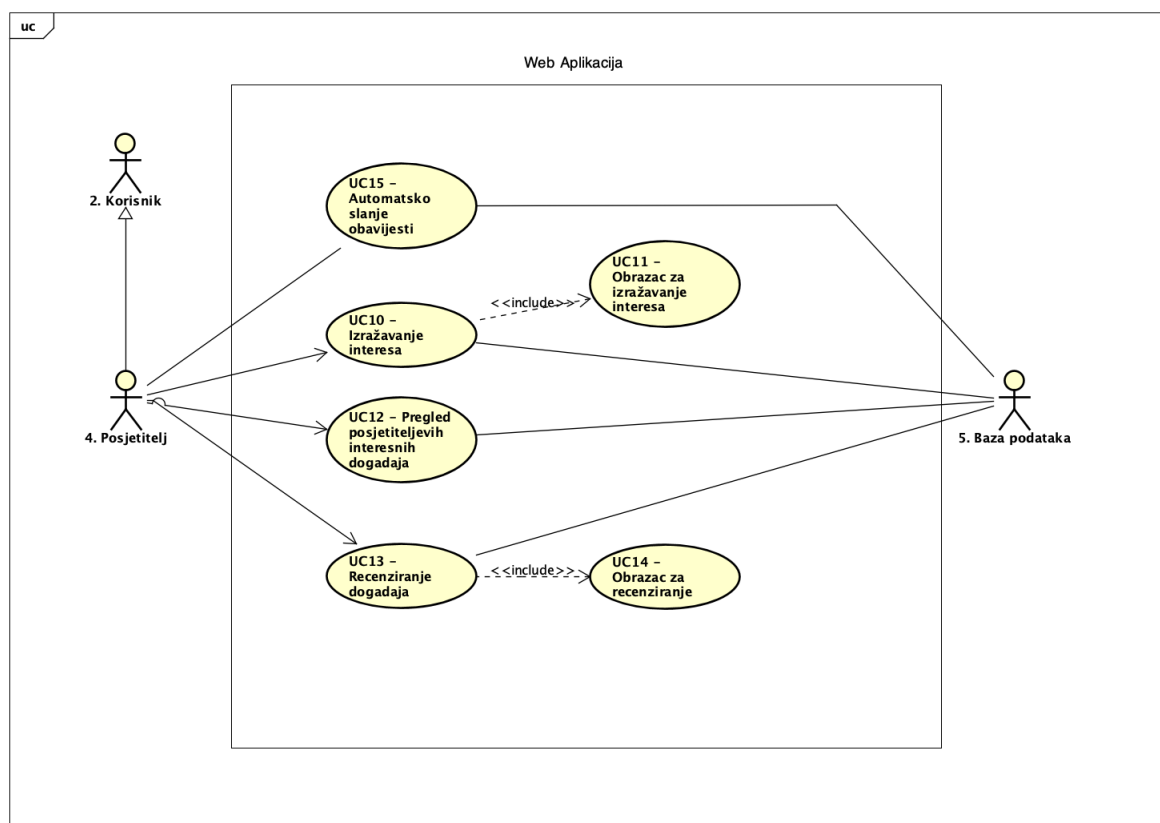 uc
Web Aplikacija
2. Korisnik
UC15 –
Automatsko
slanje
obavijesti
UC11 –
Obrazac za
izražavanje
interesa
<<include>>
UC10 –
Izražavanje
interesa
4. Posjetitelj
UC12 – Pregled
posjetiteljevih
interesnih
događaja
5. Baza podataka
UC13 –
Recenziranje
događaja
<<include>>
UC14 –
Obrazac za
recenziranje